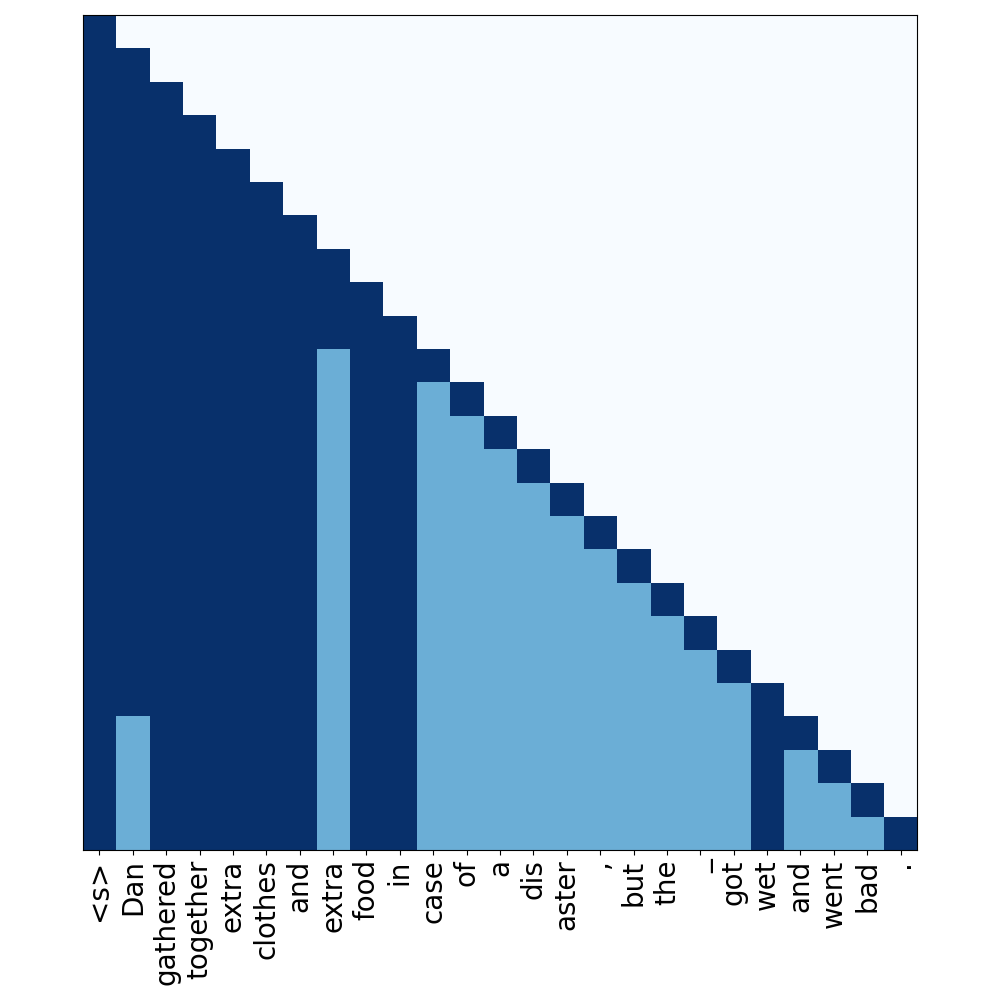 <s>
Dan
gathered
together
extra
clothes
and
extra
food
in
case
of
a
dis
aster
,
but
the
_
got
wet
and
went
bad
.